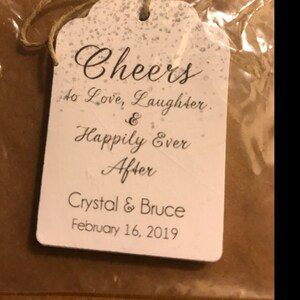 Cheers
to Love, Laughter
&
Happily Ever
After
Crystal & Bruce
February 16, 2019